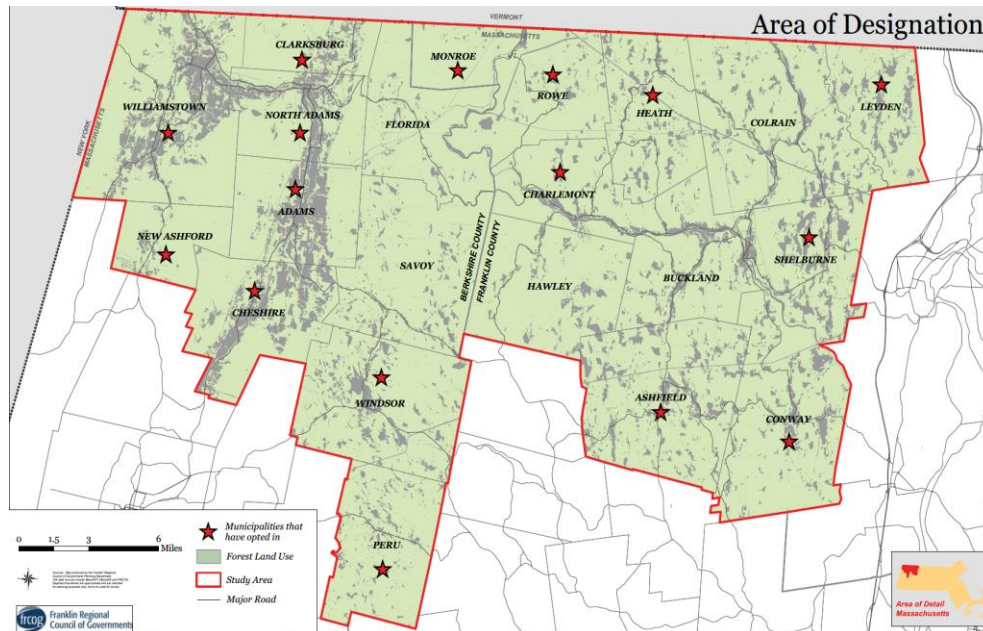 VERMONT
MASSACHUSETTS
Area of Designation
CLARKSBURG
MONROE
ROWE
HEATH
LEYDEN
WILLIAMSTOWN
NORTH ADAMS
FLORIDA
COLRAIN
NEW YORK
MASSACHUSETTS
CHARLEMONT
ADAMS
NEW ASHFORD
SAVOY
BERKSHIRE COUNTY
FRANKLIN COUNTY
HAWLEY
BUCKLAND
SHELBURNE
CHESHIRE
WINDSOR
ASHFIELD
CONWAY
PERU
Municipalities that
have opted in
Forest Land Use
Study Area
Major Road
0 1.5 3 6
Miles
frcog
Franklin Regional
Council of Governments
Area of Detail
Massachusetts